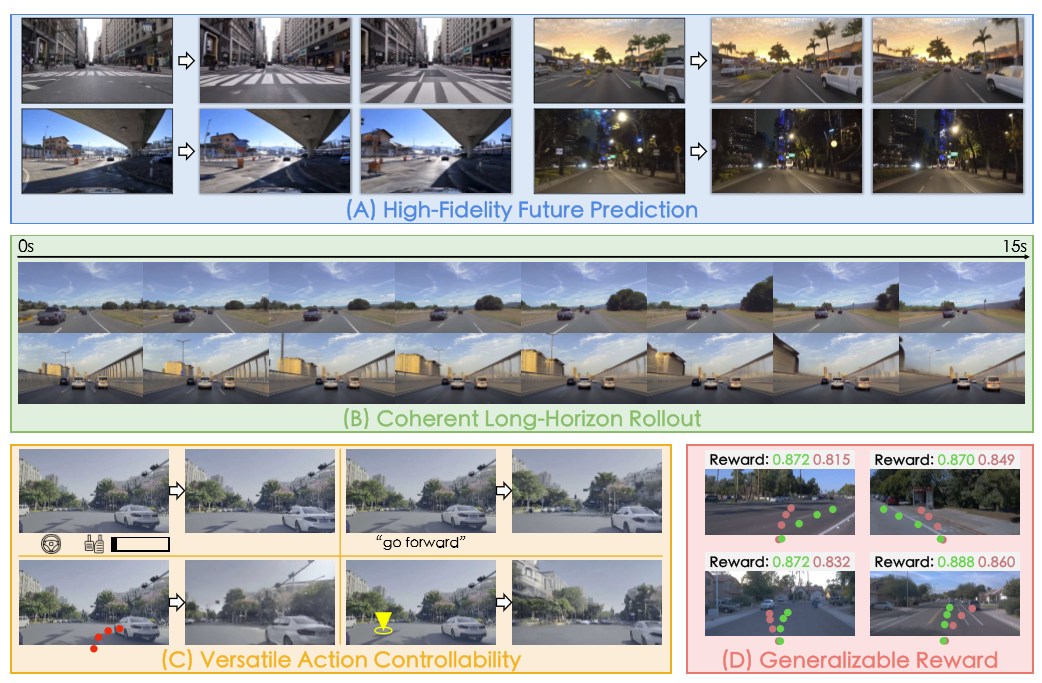 (A) High-Fidelity Future Prediction
0s 15s
(B) Coherent Long-Horizon Rollout
"go forward"
(C) Versatile Action Controllability
Reward: 0.872 0.815
Reward: 0.870 0.849
Reward: 0.872 0.832
Reward: 0.888 0.860
(D) Generalizable Reward